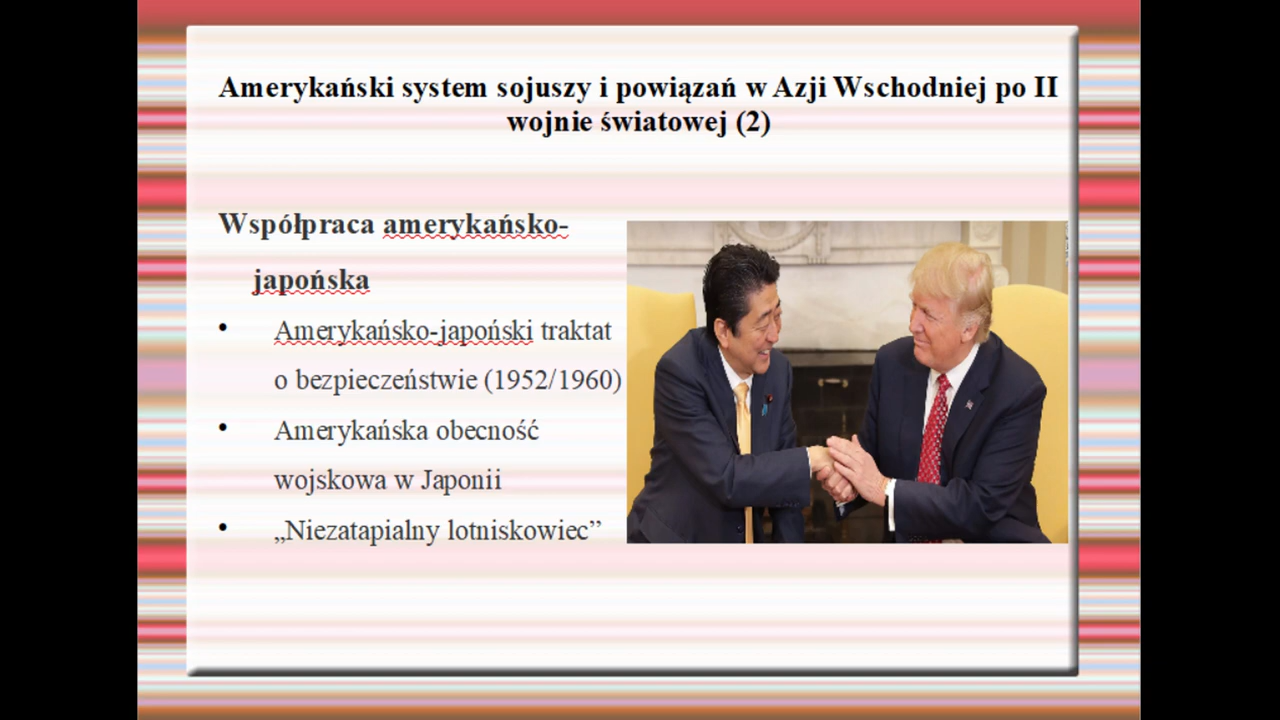 Amerykański system sojuszy i powiązań w Azji Wschodniej po II
wojnie światowej (2)
Współpraca amerykańsko-
japońska
• Amerykańsko-japoński traktat
o bezpieczeństwie (1952/1960)
• Amerykańska obecność
wojskowa w Japonii
• „Niezatapialny lotniskowiec”